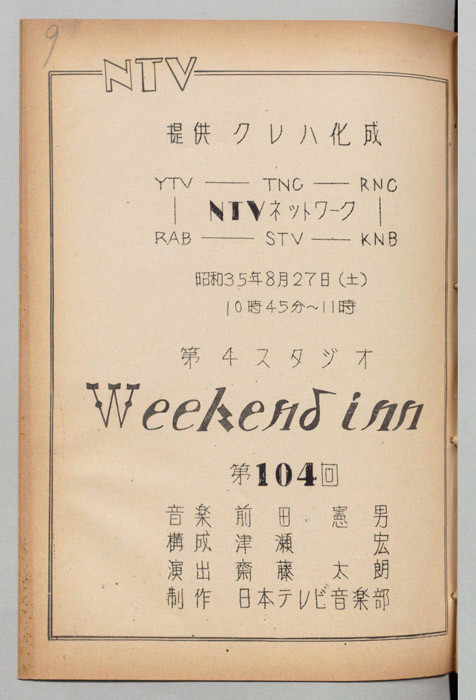 9
NTV
提供 クレハ化成
YTV — TNC — RNC
NTVネットワーク
RAB — STV — KNB
昭和35年8月27日(土)
10時45分~11時
第4スタジオ
Weekend inn
第104回
音楽 前田憲男
構成 津瀬宏
演出 齋藤太朗
制作 日本テレビ音楽部